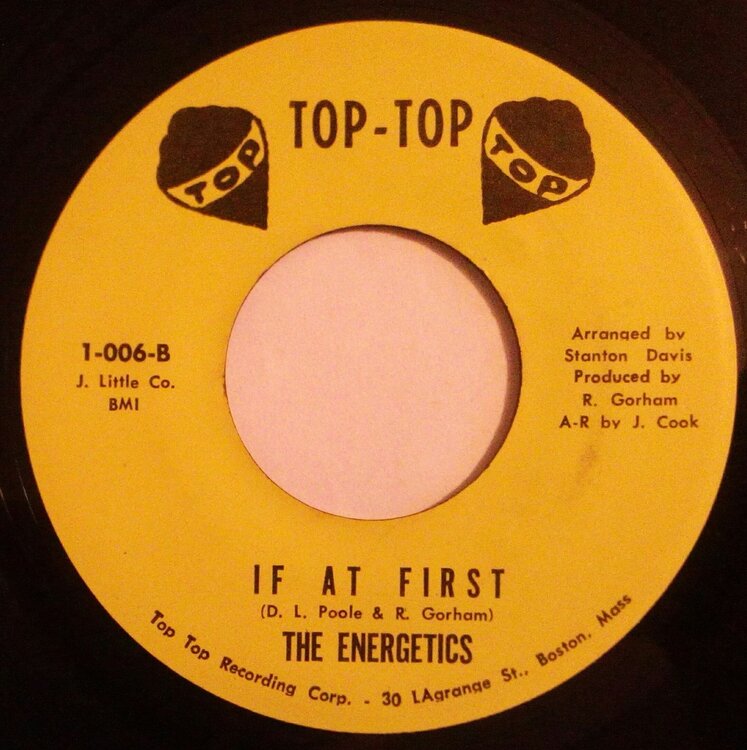 TOP-TOP
TOP
TOP
1-006-B
J. Little Co.
BMI
Arranged by
Stanton Davis
Produced by
R. Gorham
A-R by J. Cook
IF AT FIRST
(D. L. Poole & R. Gorham)
THE ENERGETICS
Top Top Recording Corp. - 30 LAgrange St., Boston, Mass